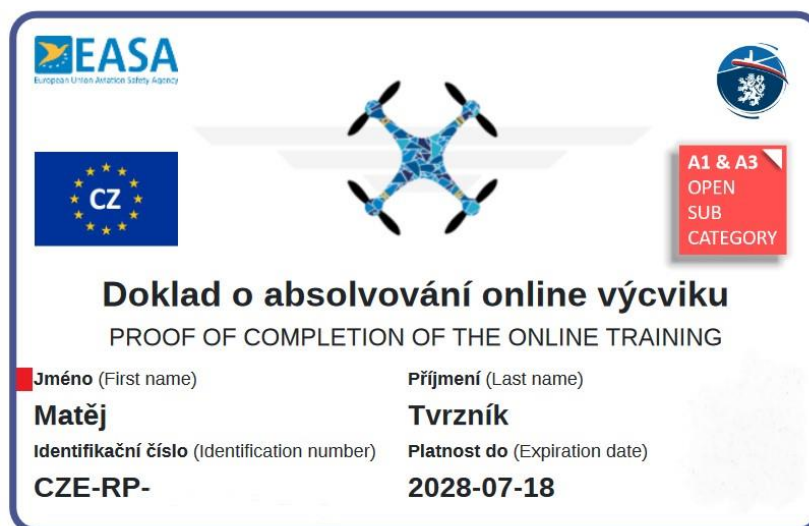 EASA
European Union Aviation Safety Agency
CZ
A1 & A3
OPEN
SUB
CATEGORY
Doklad o absolvování online výcviku
PROOF OF COMPLETION OF THE ONLINE TRAINING
Jméno (First name)
Příjmení (Last name)
Matěj
Tvrzník
Identifikační číslo (Identification number)
Platnost do (Expiration date)
CZE-RP-
2028-07-18